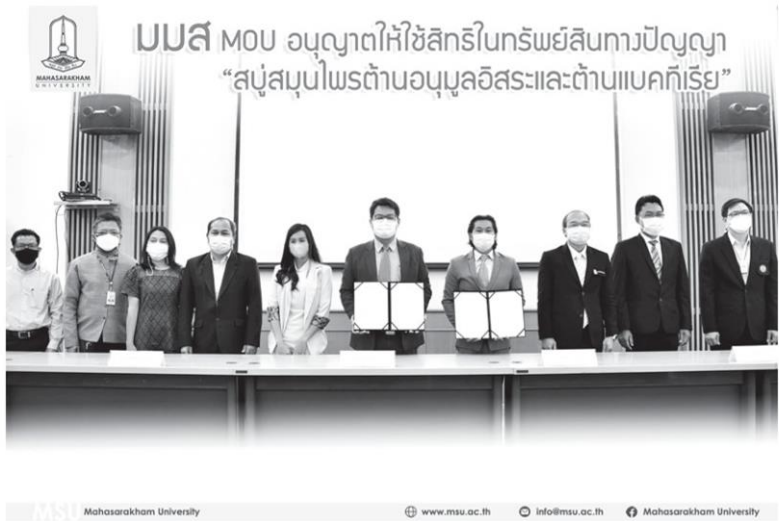 มมส MOU อนุญาตให้ใช้สิทธิในทรัพย์สินทางปัญญา
“สบู่สมุนไพรต้านอนุมูลอิสระและต้านแบคทีเรีย”
MAHASARAKHAM
UNIVERSITY
MSU Mahasarakham University www.msu.ac.th info@msu.ac.th Mahasarakham University